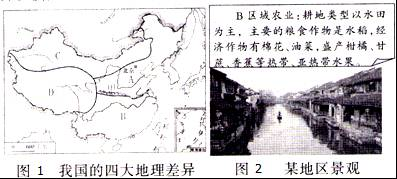 A
北京
D
C
B
图 1 我国的四大地理差异
B区域农业:耕地类型以水田
为主,主要的粮食作物是水稻,经
济作物有棉花、油菜,盛产柑橘、甘
蔗、香蕉等热带、亚热带水果。
图 2 某地区景观